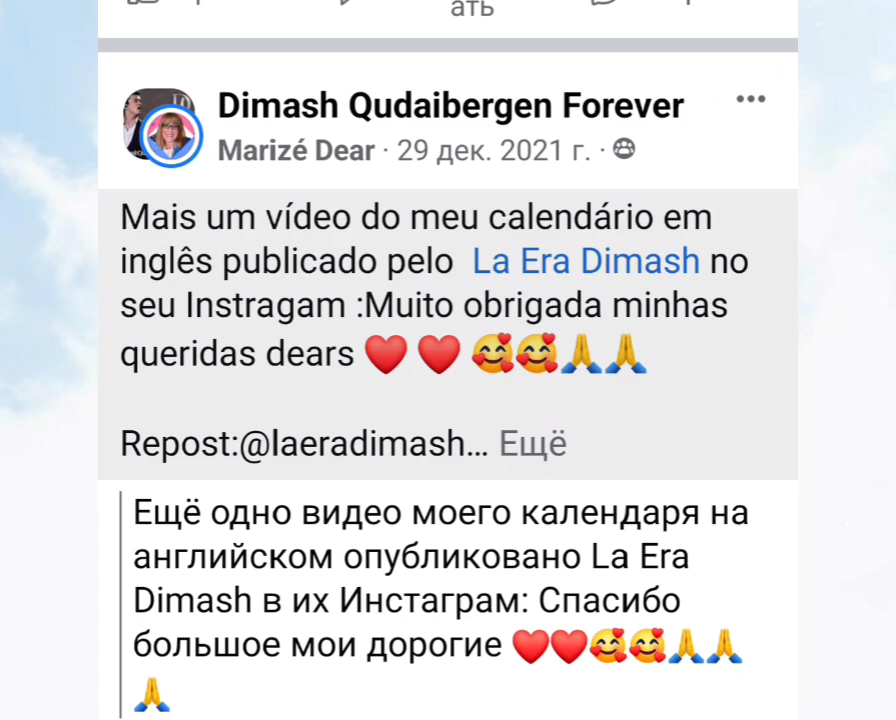 ать
Dimash Qudaibergen Forever
Marizé Dear · 29 дек. 2021 г. ·
Mais um vídeo do meu calendário em
inglês publicado pelo La Era Dimash no
seu Instragam :Muito obrigada minhas
queridas dears ❤️ ❤️ 🥰🥰🙏🙏
Repost:@laeradimash... Ещё
Ещё одно видео моего календаря на
английском опубликовано La Era
Dimash в их Инстаграм: Спасибо
большое мои дорогие ❤️❤️🥰🥰🙏🙏
🙏